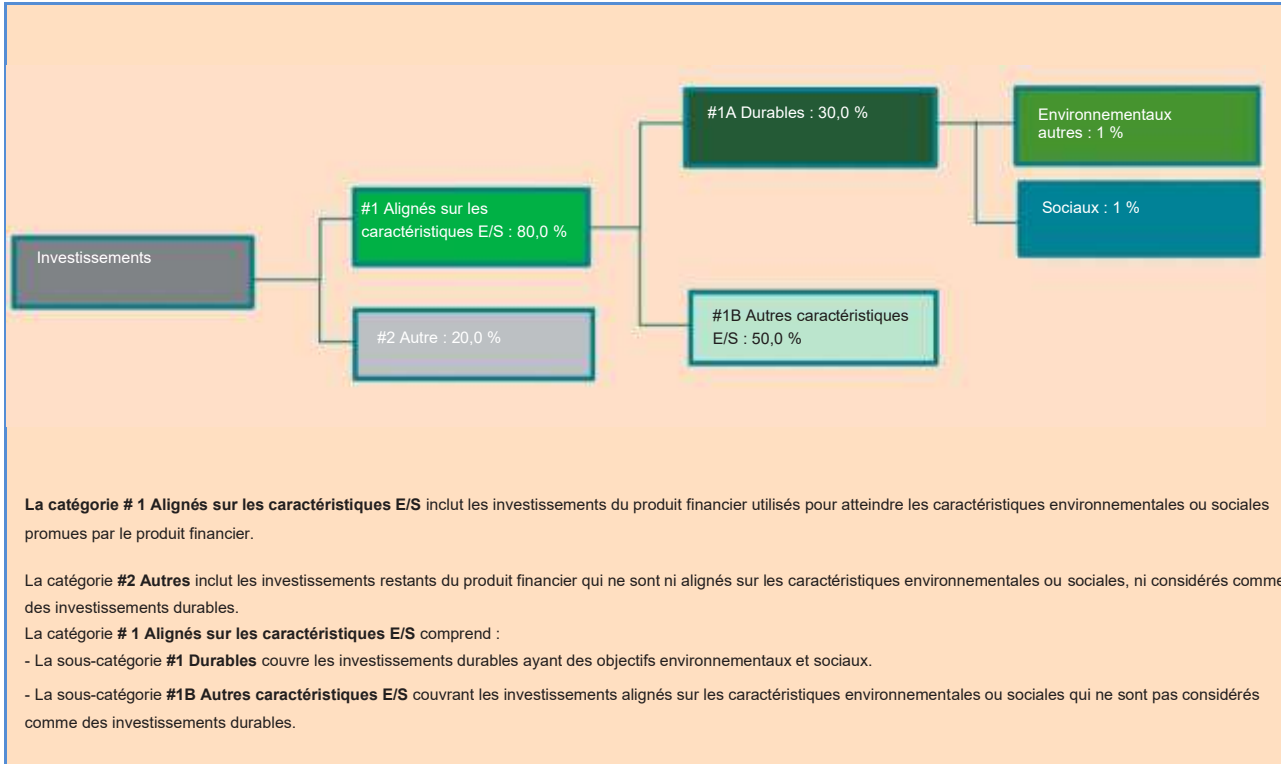 #1A Durables : 30,0 %
Environnementaux
autres : 1 %
#1 Alignés sur les
caractéristiques E/S : 80,0 %
Sociaux : 1 %
Investissements
#1B Autres caractéristiques
E/S : 50,0 %
#2 Autre : 20,0 %
La catégorie # 1 Alignés sur les caractéristiques E/S inclut les investissements du produit financier utilisés pour atteindre les caractéristiques environnementales ou sociales
promues par le produit financier.
La catégorie #2 Autres inclut les investissements restants du produit financier qui ne sont ni alignés sur les caractéristiques environnementales ou sociales, ni considérés comme
des investissements durables.
La catégorie # 1 Alignés sur les caractéristiques E/S comprend :
- La sous-catégorie #1 Durables couvre les investissements durables ayant des objectifs environnementaux et sociaux.
- La sous-catégorie #1B Autres caractéristiques E/S couvrant les investissements alignés sur les caractéristiques environnementales ou sociales qui ne sont pas considérés
comme des investissements durables.